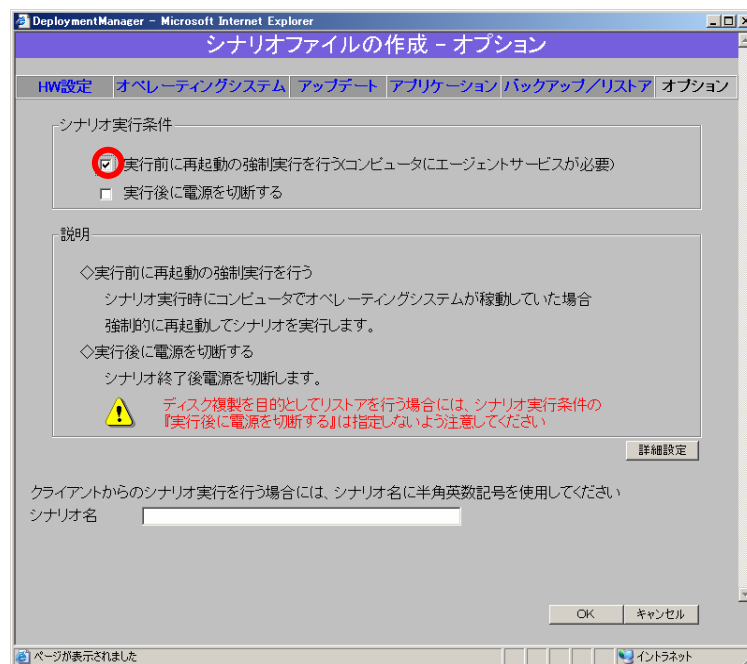 DeploymentManager - Microsoft Internet Explorer
シナリオファイルの作成 – オプション
HW設定 オペレーティングシステム アップデート アプリケーション バックアップ／リストア オプション
シナリオ実行条件
実行前に再起動の強制実行を行う(コンピュータにエージェントサービスが必要)
実行後に電源を切断する
説明
◇実行前に再起動の強制実行を行う
シナリオ実行時にコンピュータでオペレーティングシステムが稼動していた場合
強制的に再起動してシナリオを実行します。
◇実行後に電源を切断する
シナリオ終了後電源を切断します。
ディスク複製を目的としてリストアを行う場合には、シナリオ実行条件の
『実行後に電源を切断する』は指定しないよう注意してください
詳細設定
クライアントからのシナリオ実行を行う場合には、シナリオ名に半角英数記号を使用してください
シナリオ名
OK キャンセル
ページが表示されました イントラネット